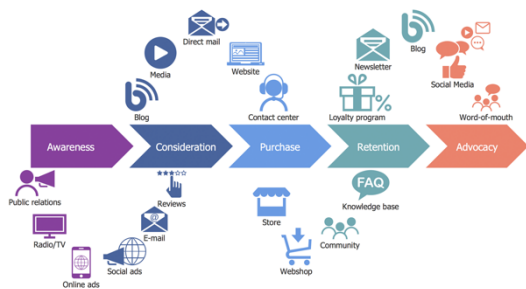 Direct mail
Blog
Media
Website
Newsletter
Social Media
Blog
Contact center
Loyalty program
Word-of-mouth
Awareness
Consideration
Purchase
Retention
Advocacy
FAQ
Public relations
Reviews
Knowledge base
@
Store
Radio/TV
E-mail
Community
Social ads
Webshop
Online ads